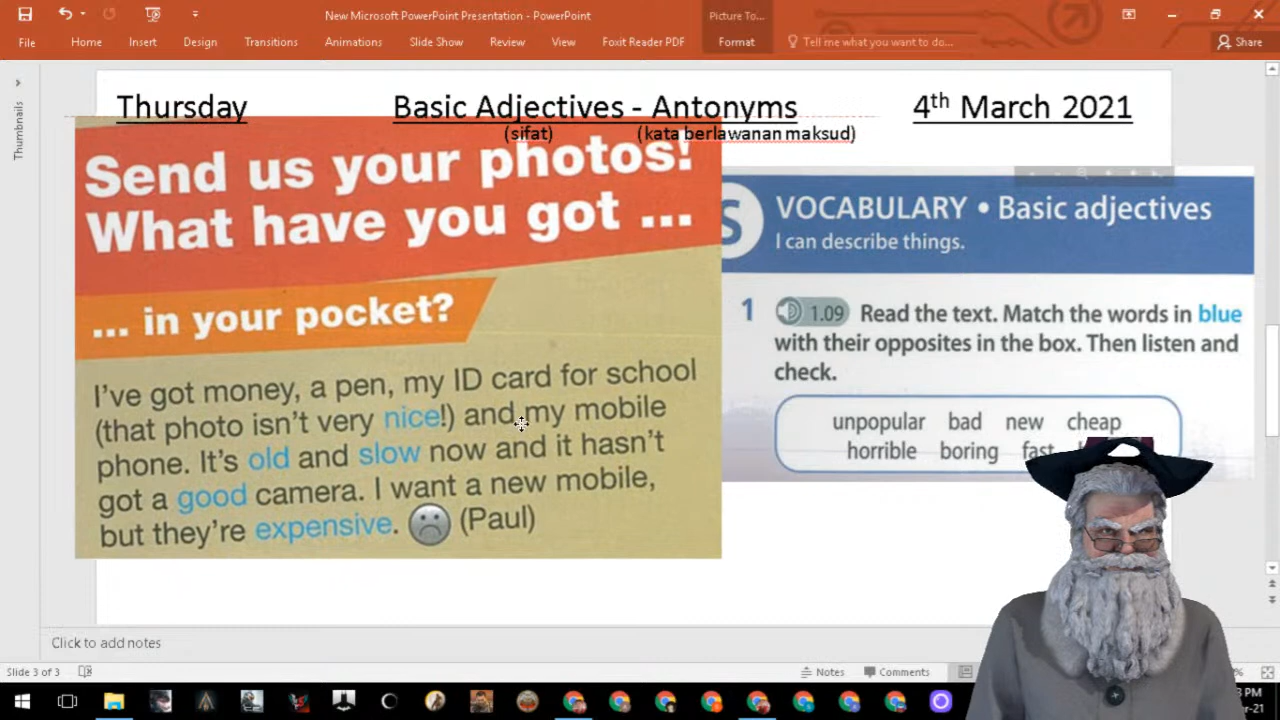 New Microsoft PowerPoint Presentation - PowerPoint
Picture To...
File Home Insert Design Slide Show Transitions Animations Review View Foxit Reader PDF Format Tell me what you want to do... Share
Thumbnails
Thursday Basic Adjectives - Antonyms 4th March 2021
(sifat) (kata berlawanan maksud)
Send us your photos!
What have you got ...
... in your pocket?
I've got money, a pen, my ID card for school
(that photo isn't very nice!) and my mobile
phone. It's old and slow now and it hasn't
got a good camera. I want a new mobile,
but they're expensive. (Paul)
S VOCABULARY • Basic adjectives
I can describe things.
1 1.09 Read the text. Match the words in blue
with their opposites in the box. Then listen and
check.
unpopular bad new cheap
horrible boring fast
Click to add notes
Slide 3 of 3 Notes Comments